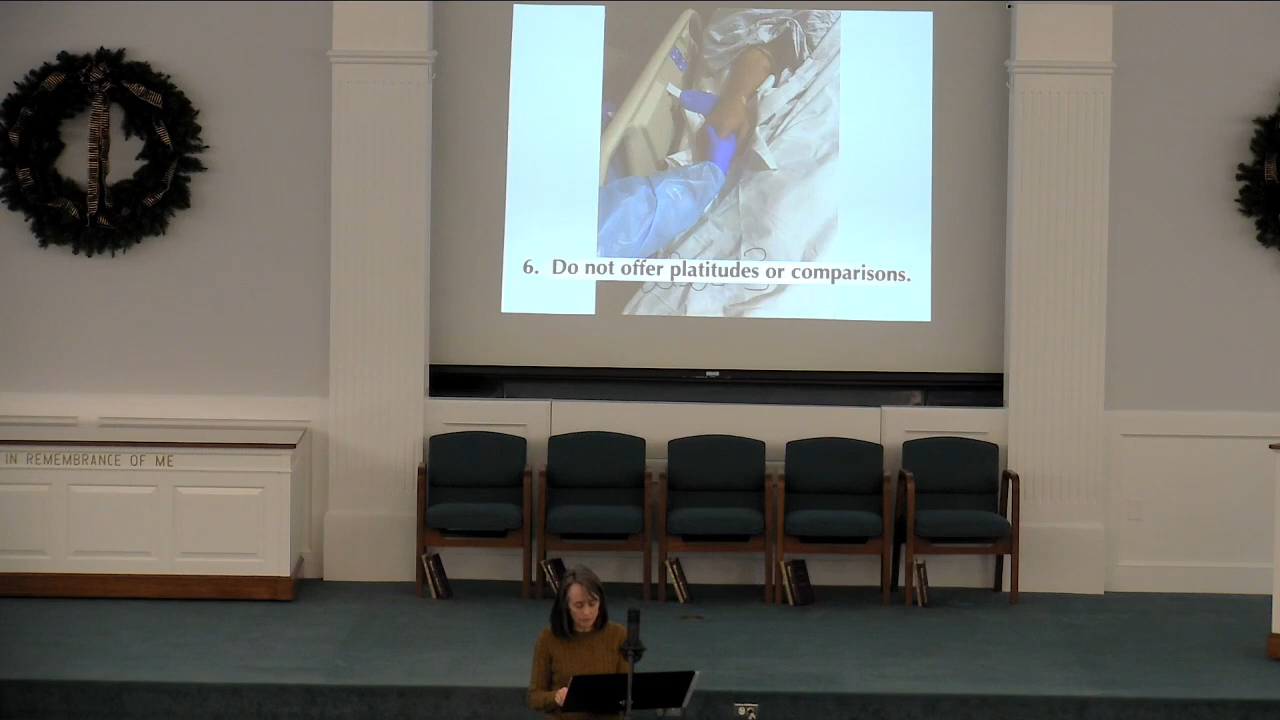 6. Do not offer platitudes or comparisons.
IN REMEMBRANCE OF ME